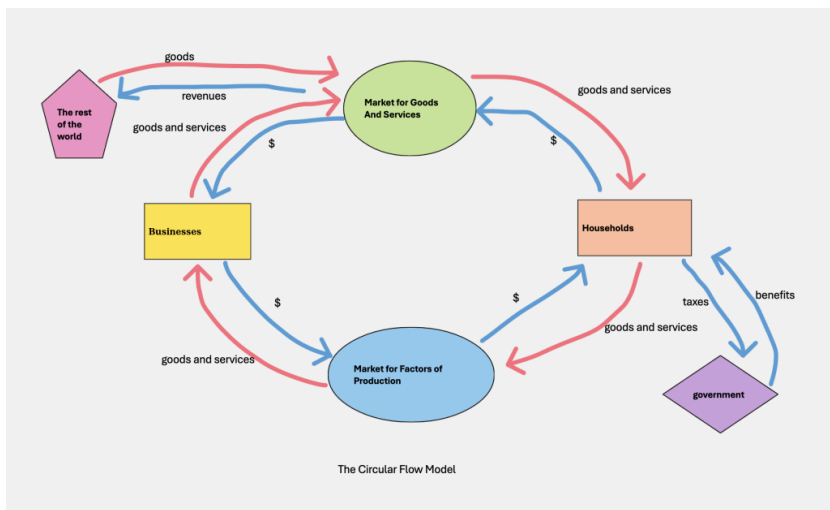 goods
revenues
The rest
of the
world
goods and services
$
Market for Goods
And Services
goods and services
$
Businesses
Households
$
$
taxes
benefits
goods and services
goods and services
Market for Factors of
Production
government
The Circular Flow Model